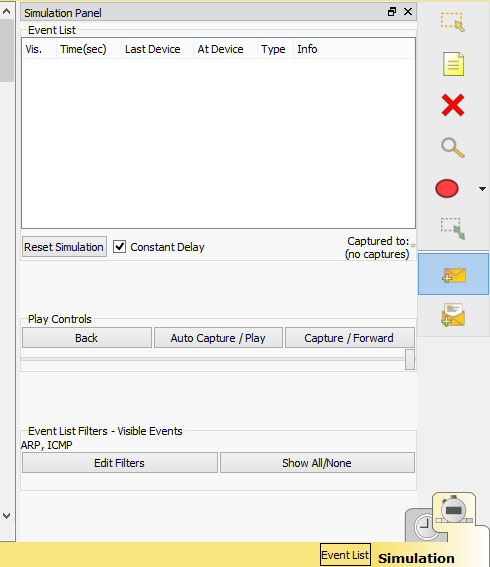 Simulation Panel
Event List
Vis. Time(sec) Last Device At Device Type Info
Reset Simulation Constant Delay Captured to:
(no captures) *
Play Controls
Back Auto Capture / Play Capture / Forward
Event List Filters - Visible Events
ARP, ICMP
Edit Filters Show All/None
Event List Simulation